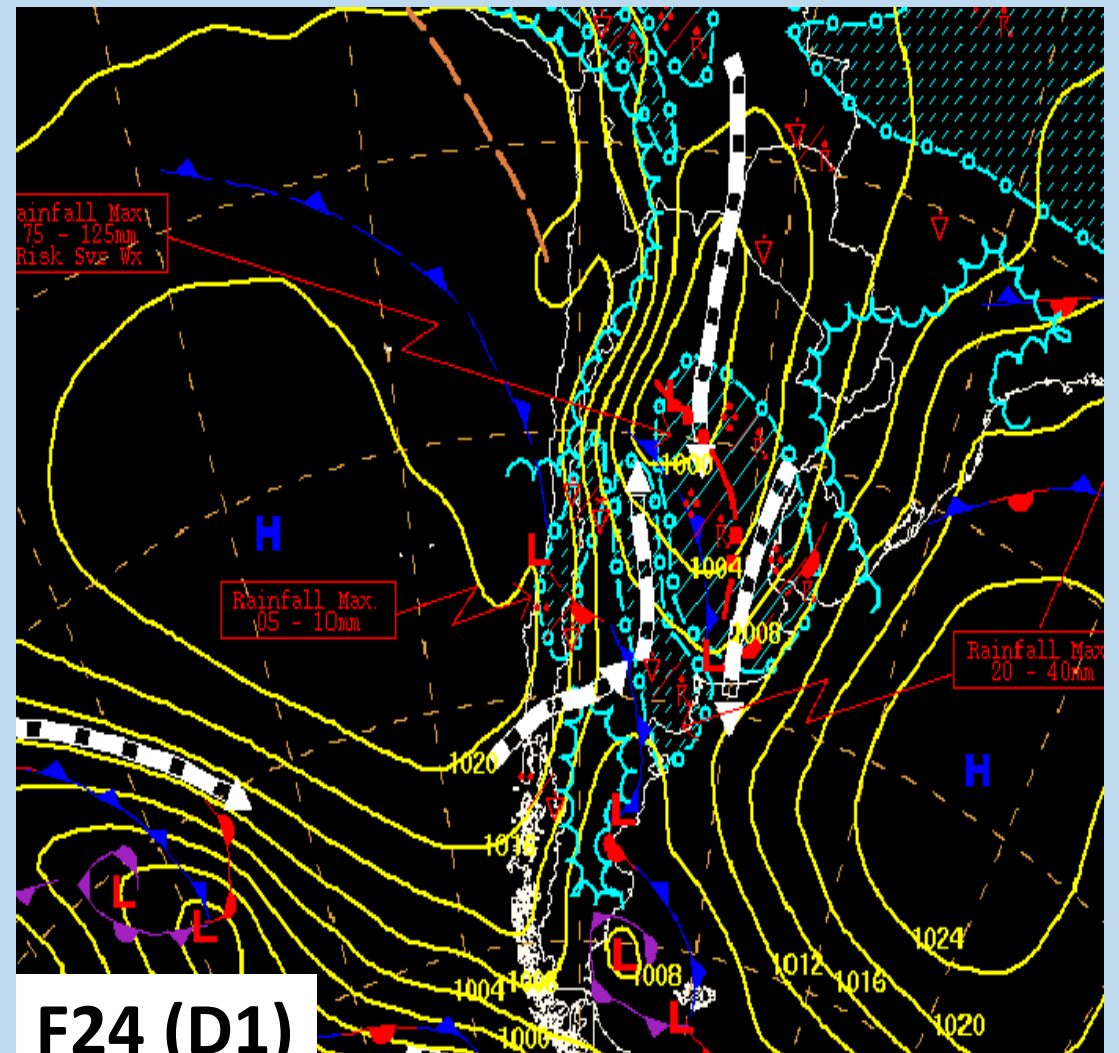 R
R
R
R
ainfall Max.
75 - 125mm
Risk Svr Wx
L
R
1000
H
R
L
1004
R
Rainfall Max.
05 - 10mm
1008
L
Rainfall Max
20 - 40mm
R
1020
H
L
1016
L
L
1024
L
1008
1012
1016
1004
1008
L
1020
1000
F24 (D1)